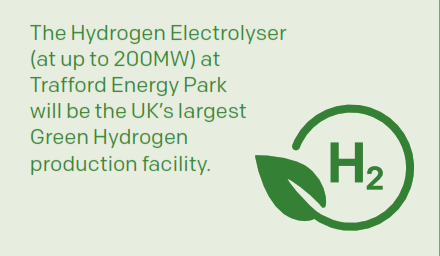 The Hydrogen Electrolyser
(at up to 200MW) at
Trafford Energy Park
will be the UK’s largest
Green Hydrogen
production facility.
H₂